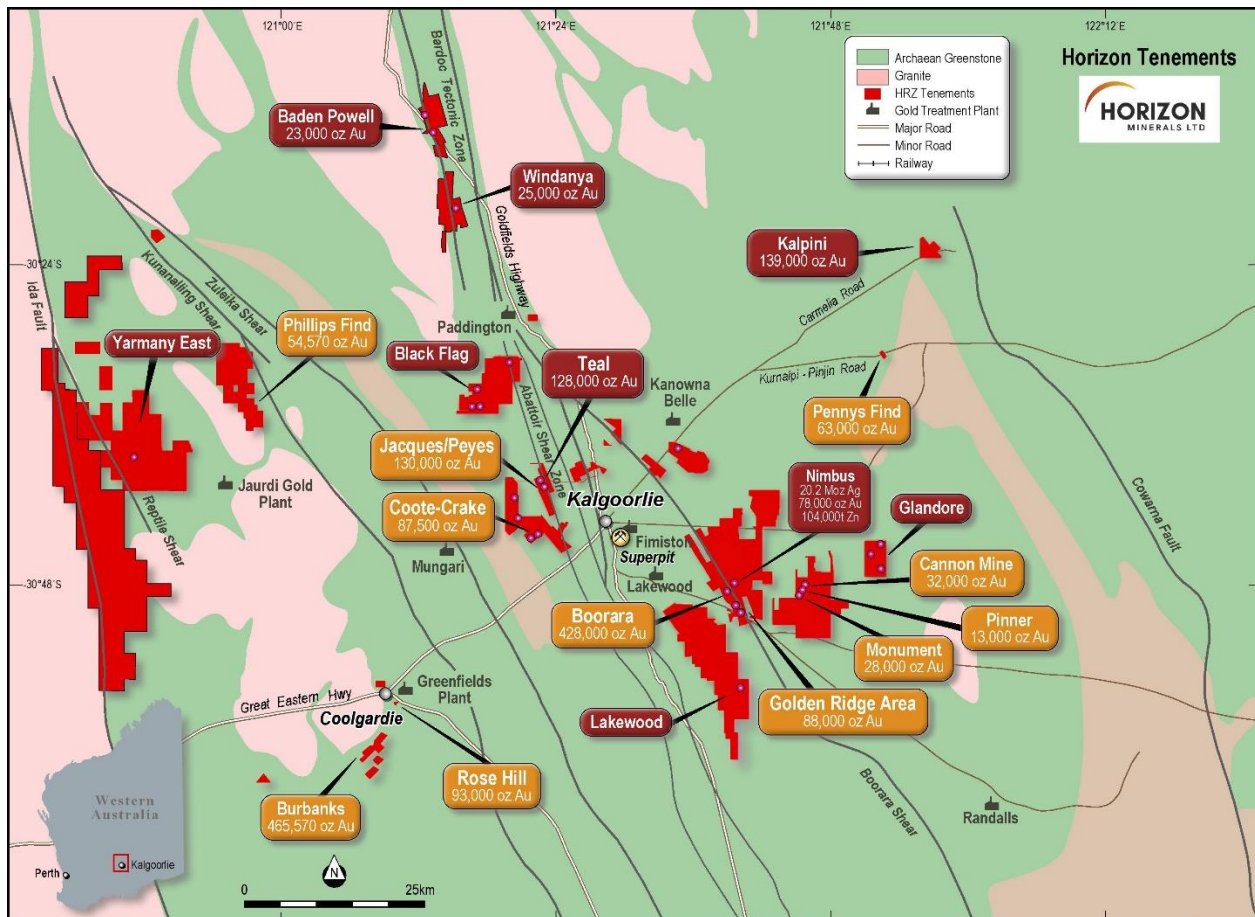 121°00´E
121°24´E
121°48´E
122°12´E
Horizon Tenements
HORIZON
MINERALS LTD
Archaean Greenstone
Granite
HRZ Tenements
Gold Treatment Plant
Major Road
Minor Road
Railway
Bardoc Tectonic Zone
Baden Powell
23,000 oz Au
Windanya
25,000 oz Au
Goldfields Highway
Kalpini
139,000 oz Au
-30°24´S
Ida Fault
Kunanalling Shear
Zuleika Shear
Carmelia Road
Paddington
Phillips Find
54,570 oz Au
Yarmany East
Black Flag
Teal
128,000 oz Au
Kanowna
Belle
Kurnalpi - Pinjin Road
Pennys Find
63,000 oz Au
Abattoir Shear Zone
Jacques/Peyes
130,000 oz Au
Jaurdi Gold
Plant
Reptile Shear
Coote-Crake
87,500 oz Au
Kalgoorlie
Nimbus
20.2 Moz Ag
78,000 oz Au
104,000t Zn
Glandore
Cowarna Fault
Fimiston
Superpit
Mungari
Lakewood
Cannon Mine
32,000 oz Au
-30°48´S
Boorara
428,000 oz Au
Pinner
13,000 oz Au
Monument
28,000 oz Au
Greenfields
Plant
Great Eastern Hwy
Coolgardie
Lakewood
Golden Ridge Area
88,000 oz Au
Rose Hill
93,000 oz Au
Burbanks
465,570 oz Au
Boorara Shear
Randalls
Western
Australia
Perth
Kalgoorlie
N
0
25km